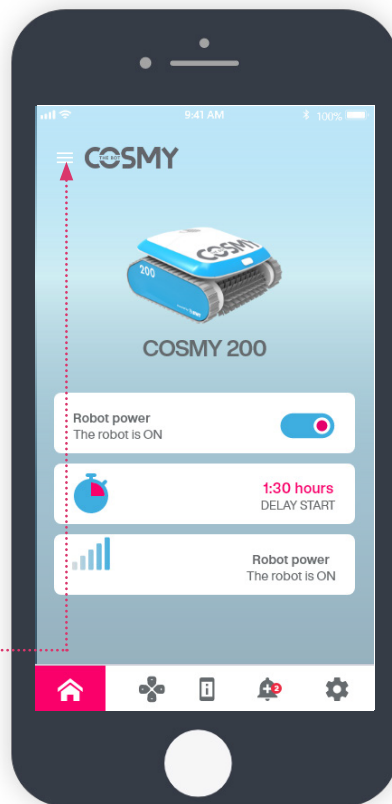 9:41 AM
100%
COSMY
THE BOT
COSMY
200
COSMY 200
Robot power
The robot is ON
1:30 hours
DELAY START
Robot power
The robot is ON
2